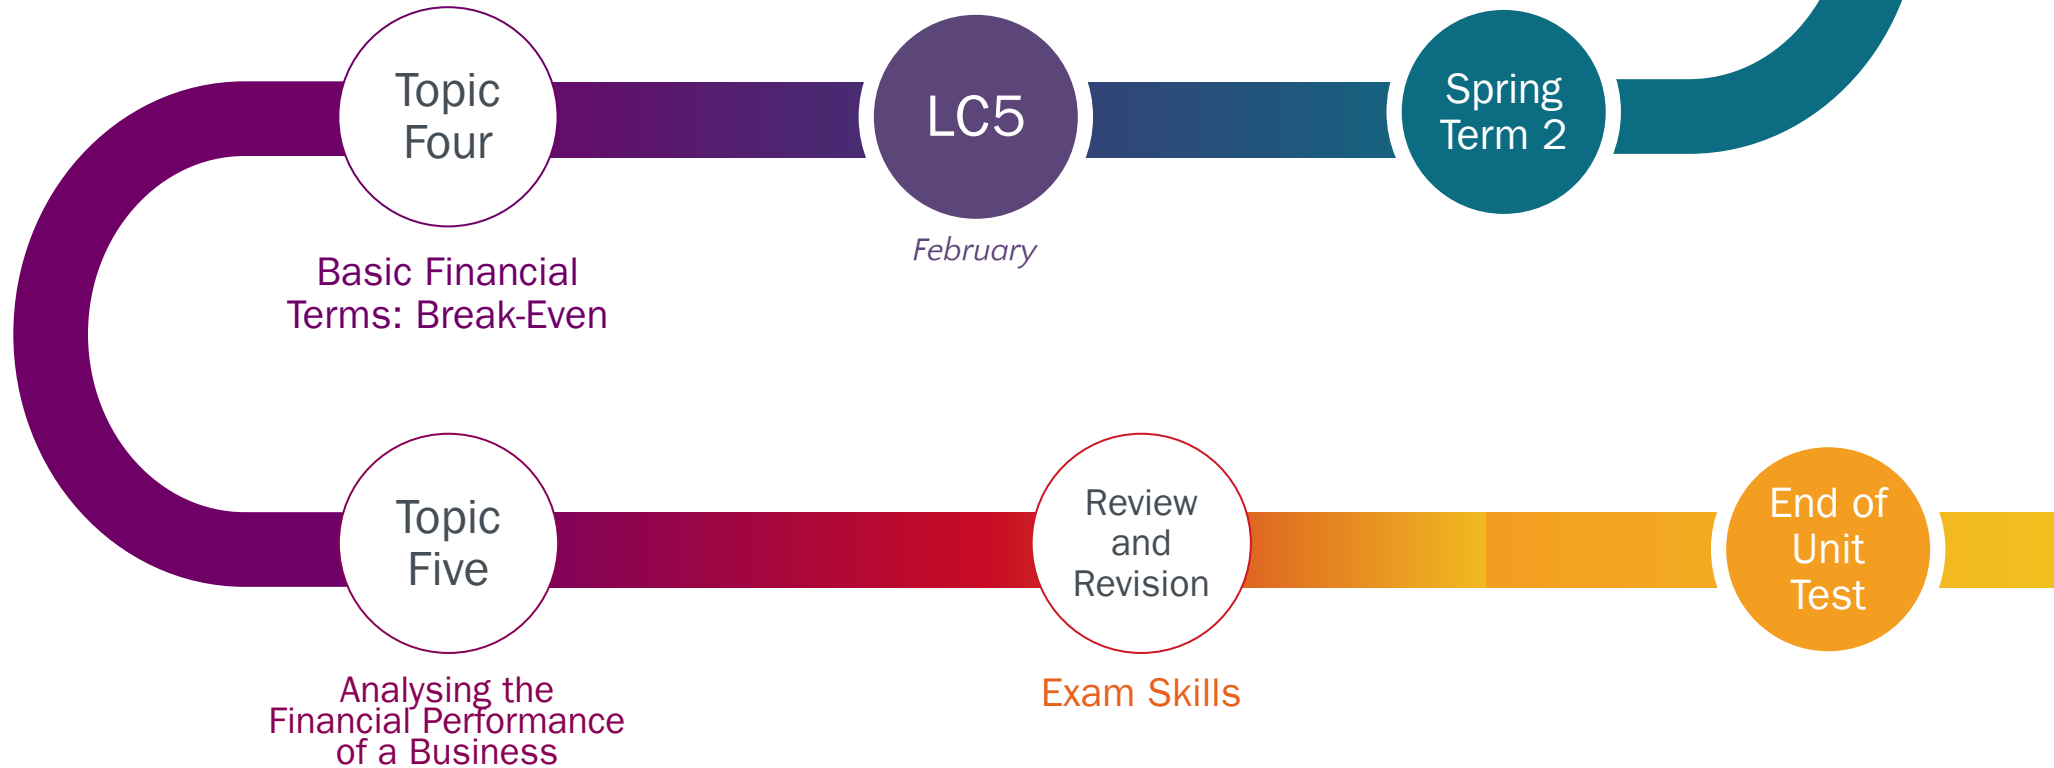 Topic
Four
LC5
Spring
Term 2
February
Basic Financial
Terms: Break-Even
Topic
Five
Review
and
Revision
End of
Unit
Test
Analysing the
Financial Performance
of a Business
Exam Skills